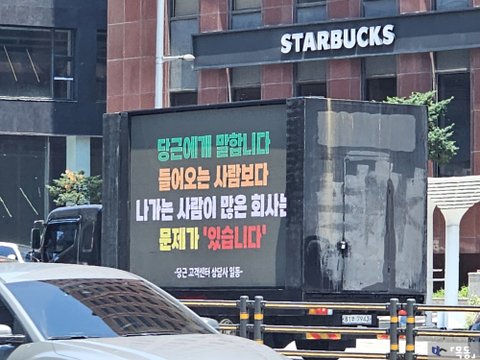 STARBUCKS
당근에게 말합니다
들어오는 사람보다
나가는 사람이 많은 회사는
문제가 '있습니다'
-당근 고객센터 상담사 일동-